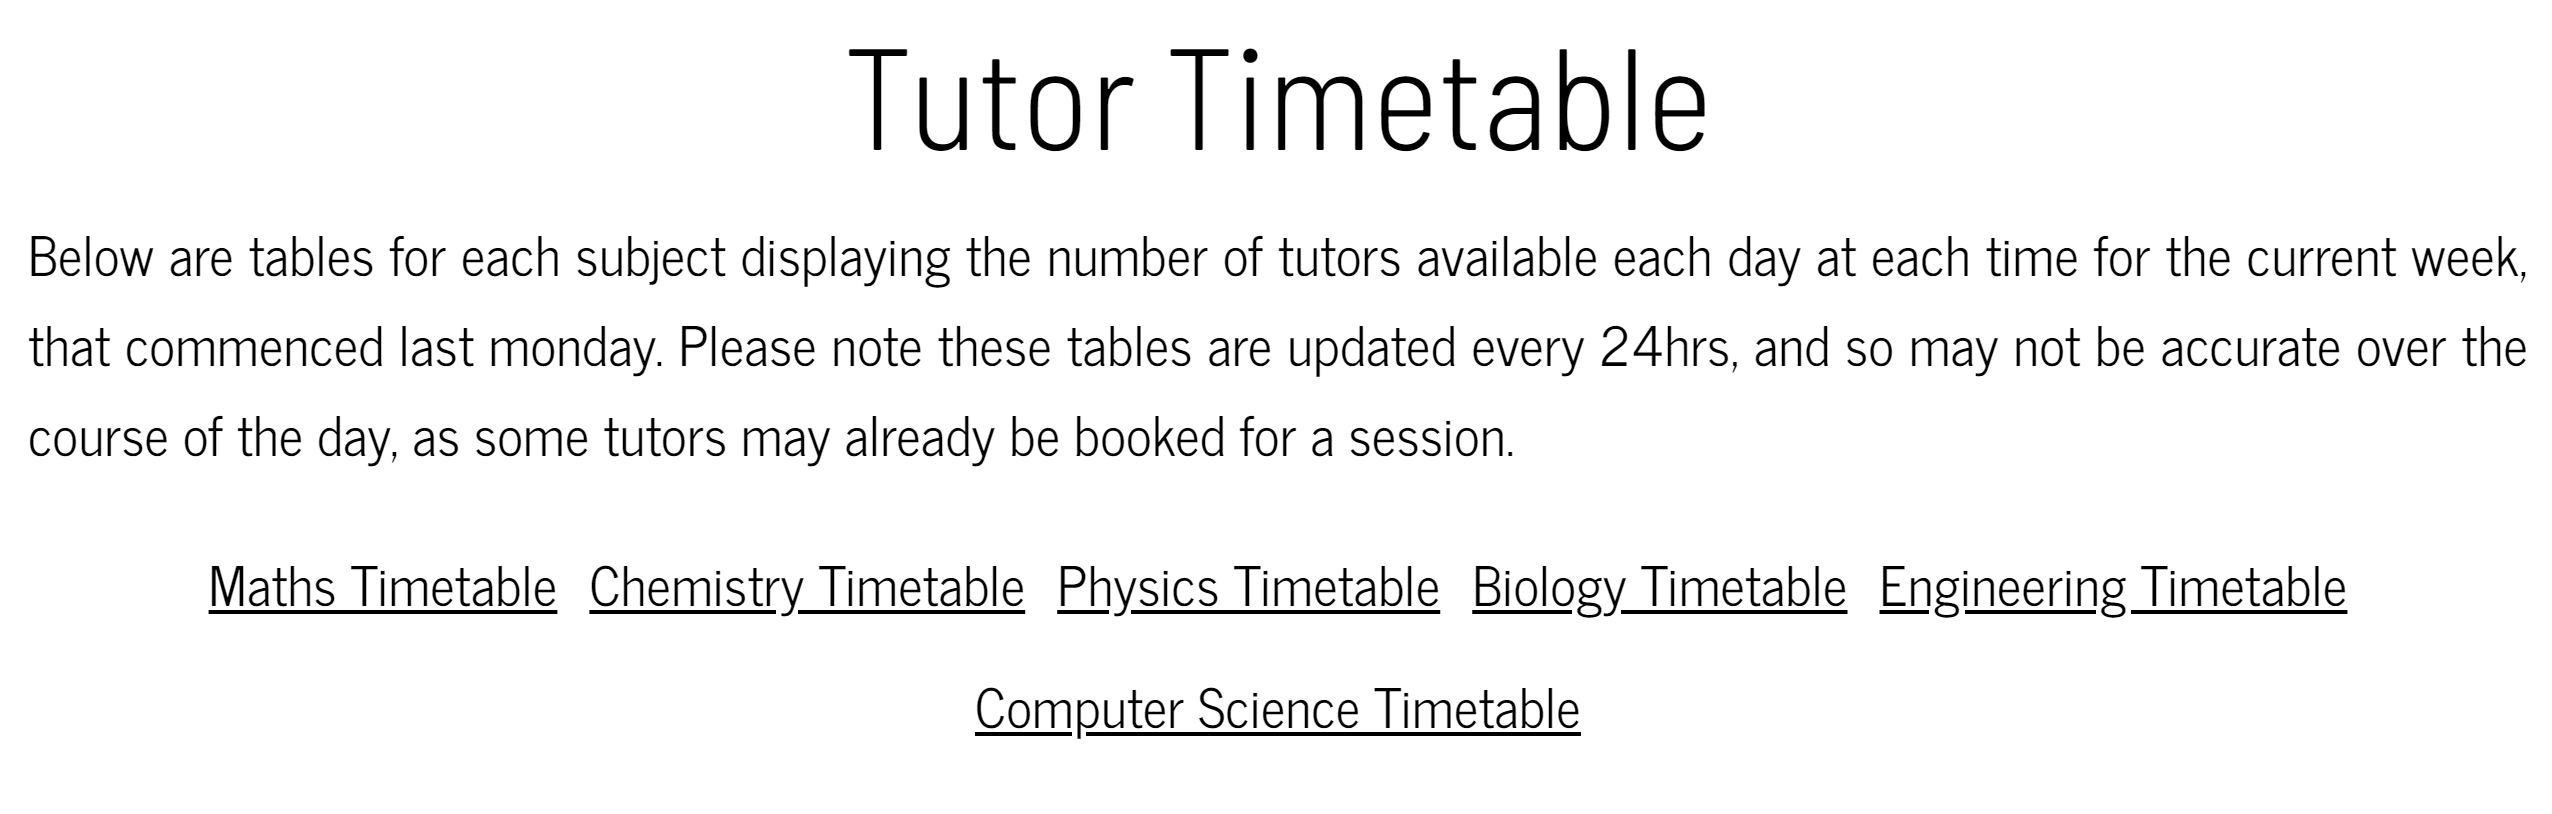 Tutor Timetable
Below are tables for each subject displaying the number of tutors available each day at each time for the current week,
that commenced last monday. Please note these tables are updated every 24hrs, and so may not be accurate over the
course of the day, as some tutors may already be booked for a session.
Maths Timetable Chemistry Timetable Physics Timetable Biology Timetable Engineering Timetable
Computer Science Timetable